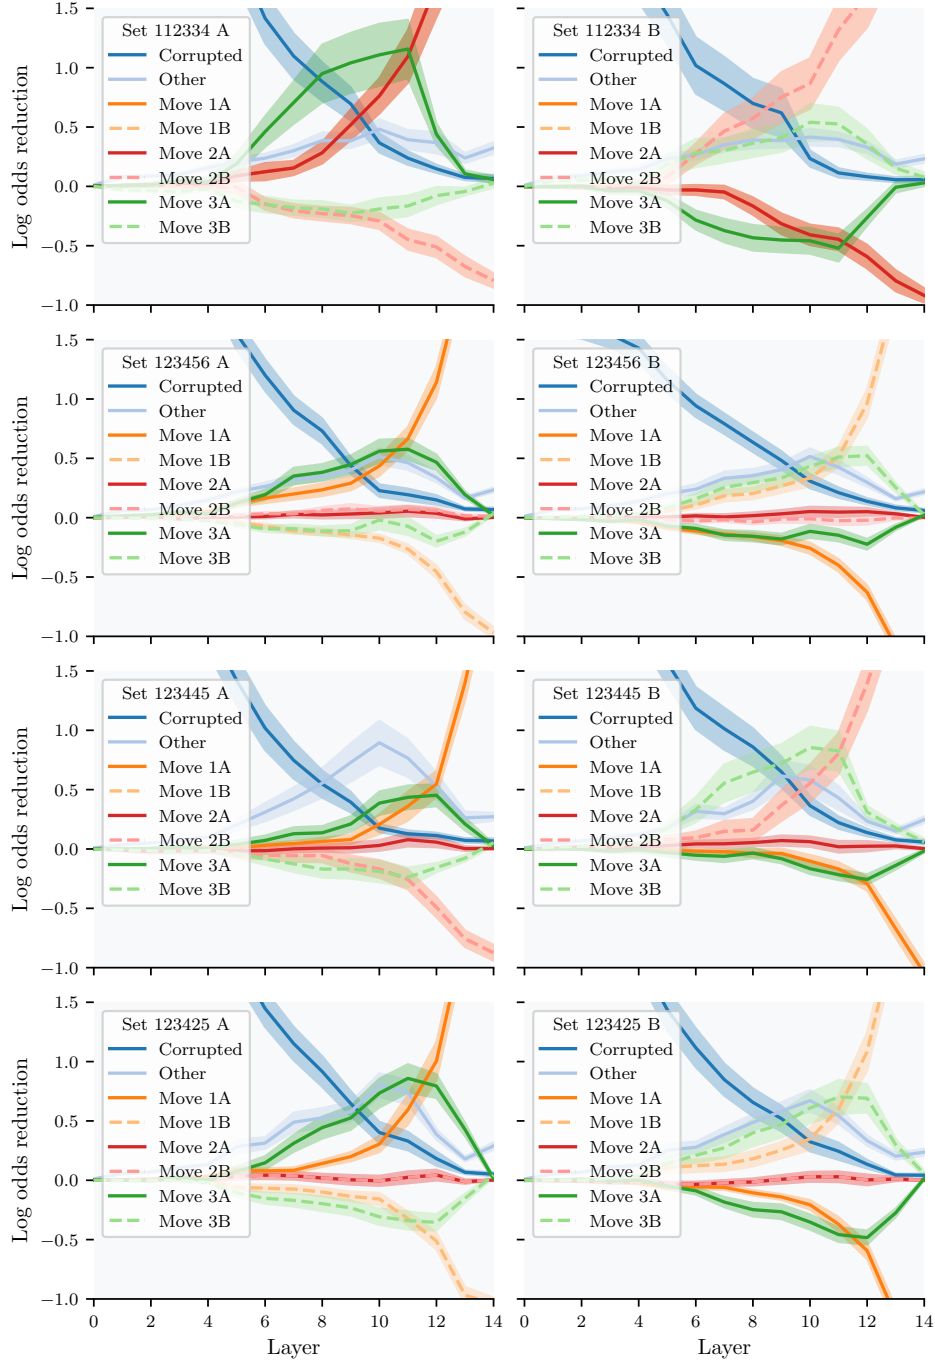 Log odds reduction
1.5
1.0
0.5
0.0
−0.5
−1.0
Set 112334 A
Corrupted
Other
Move 1A
Move 1B
Move 2A
Move 2B
Move 3A
Move 3B
Set 112334 B
Corrupted
Other
Move 1A
Move 1B
Move 2A
Move 2B
Move 3A
Move 3B
Log odds reduction
1.5
1.0
0.5
0.0
−0.5
−1.0
Set 123456 A
Corrupted
Other
Move 1A
Move 1B
Move 2A
Move 2B
Move 3A
Move 3B
Set 123456 B
Corrupted
Other
Move 1A
Move 1B
Move 2A
Move 2B
Move 3A
Move 3B
Log odds reduction
1.5
1.0
0.5
0.0
−0.5
−1.0
Set 123445 A
Corrupted
Other
Move 1A
Move 1B
Move 2A
Move 2B
Move 3A
Move 3B
Set 123445 B
Corrupted
Other
Move 1A
Move 1B
Move 2A
Move 2B
Move 3A
Move 3B
Log odds reduction
1.5
1.0
0.5
0.0
−0.5
−1.0
Set 123425 A
Corrupted
Other
Move 1A
Move 1B
Move 2A
Move 2B
Move 3A
Move 3B
0 2 4 6 8 10 12 14
Layer
Set 123425 B
Corrupted
Other
Move 1A
Move 1B
Move 2A
Move 2B
Move 3A
Move 3B
0 2 4 6 8 10 12 14
Layer